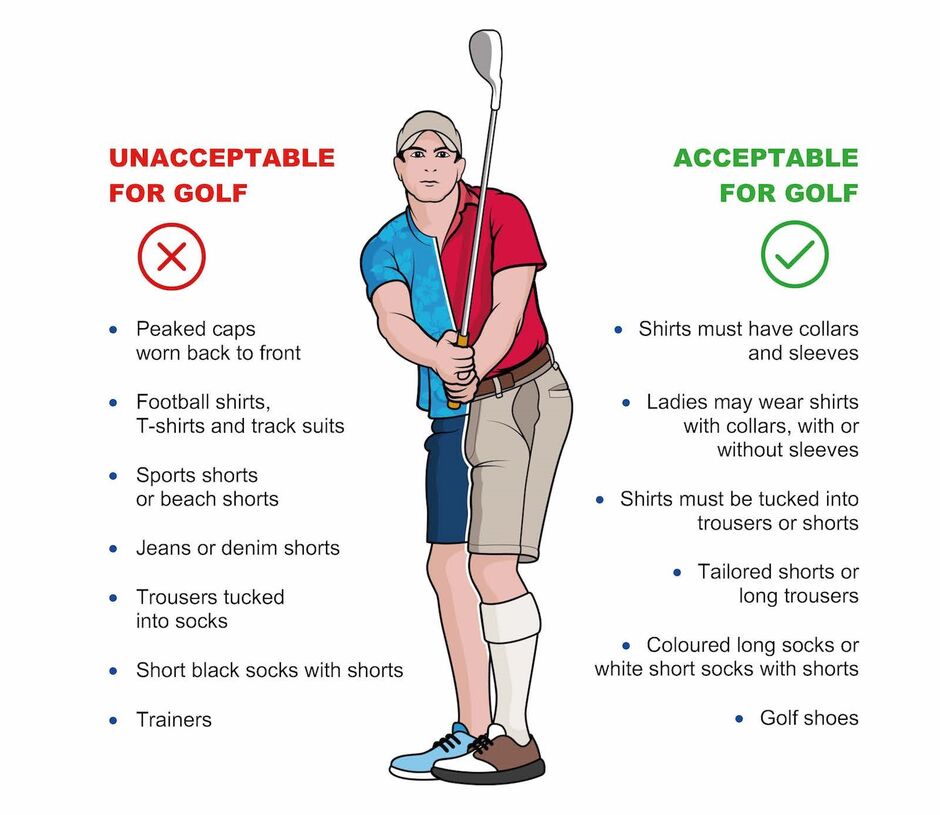 UNACCEPTABLE
FOR GOLF
• Peaked caps
worn back to front
• Football shirts,
T-shirts and track suits
• Sports shorts
or beach shorts
• Jeans or denim shorts
• Trousers tucked
into socks
• Short black socks with shorts
• Trainers
ACCEPTABLE
FOR GOLF
• Shirts must have collars
and sleeves
• Ladies may wear shirts
with collars, with or
without sleeves
• Shirts must be tucked into
trousers or shorts
• Tailored shorts or
long trousers
• Coloured long socks or
white short socks with shorts
• Golf shoes